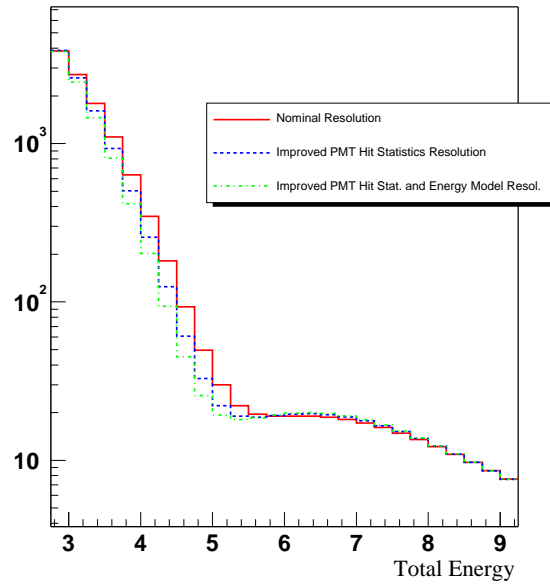 10³
10²
10
Nominal Resolution
Improved PMT Hit Statistics Resolution
Improved PMT Hit Stat. and Energy Model Resol.
3 4 5 6 7 8 9
Total Energy